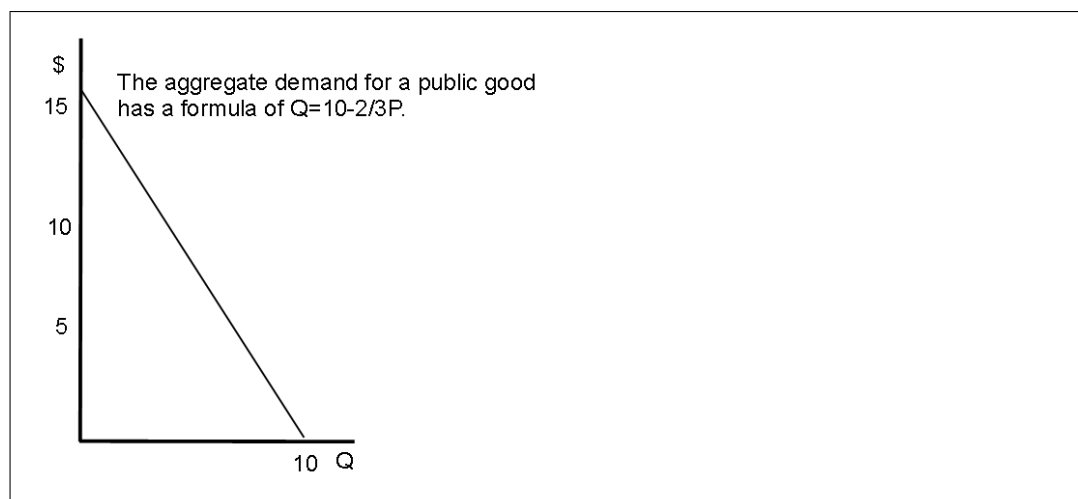 $
The aggregate demand for a public good
has a formula of Q=10-2/3P.
15
10
5
10 Q